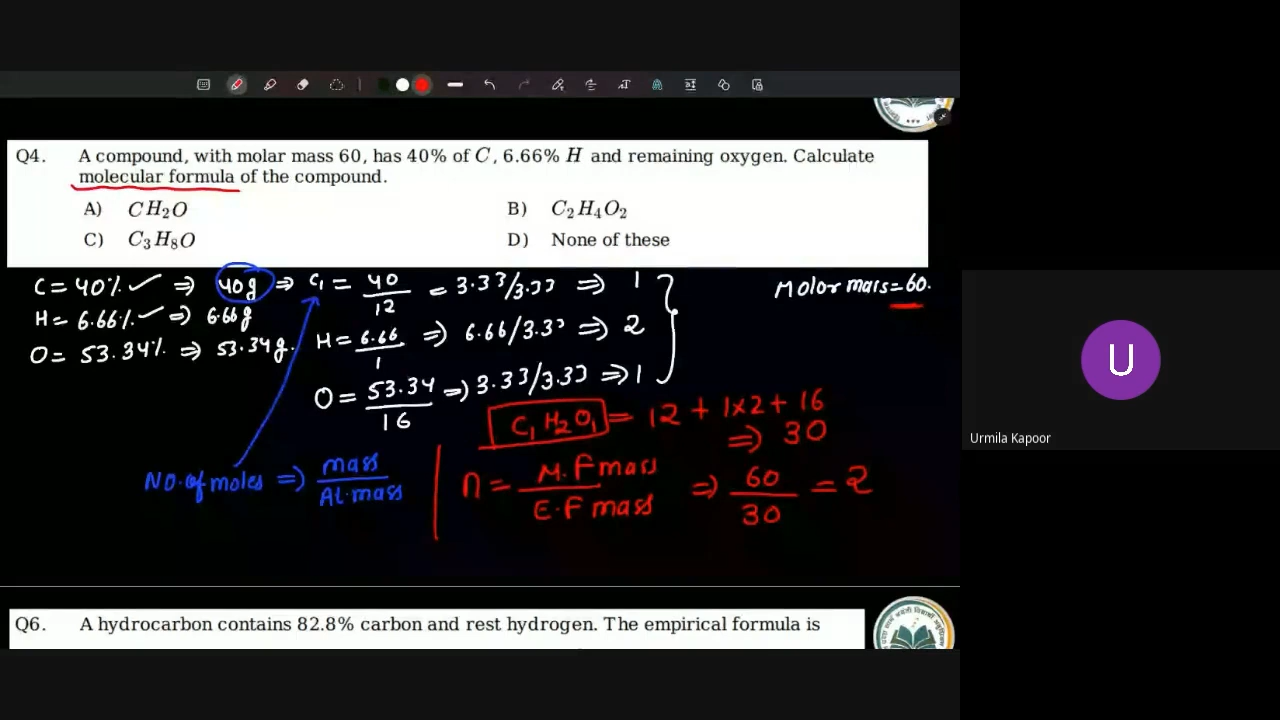 Q4. A compound, with molar mass 60, has 40% of C, 6.66% H and remaining oxygen. Calculate
molecular formula of the compound.
A) CH₂O B) C₂H₄O₂
C) C₃H₈O D) None of these
C = 40% ✓ ⇒ 40g ⇒ C₁ = 40/12 = 3.33/3.33 ⇒ 1
Molar mass = 60.
H = 6.66% ✓ ⇒ 6.66g
H = 6.66/1 ⇒ 6.66/3.33 ⇒ 2
O = 53.34% ⇒ 53.34g.
O = 53.34/16 ⇒ 3.33/3.33 ⇒ 1
C₁H₂O₁ = 12 + 1×2 + 16
⇒ 30
No. of moles ⇒ mass/At. mass
n = M.F mass/E.F mass ⇒ 60/30 = 2
Q6. A hydrocarbon contains 82.8% carbon and rest hydrogen. The empirical formula is
U
Urmila Kapoor